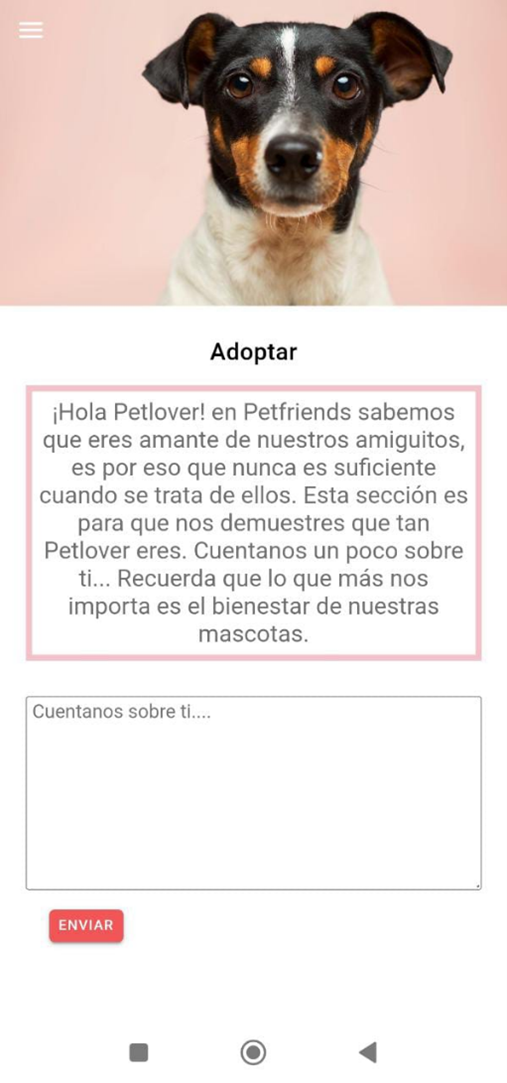 Adoptar
¡Hola Petlover! en Petfriends sabemos
que eres amante de nuestros amiguitos,
es por eso que nunca es suficiente
cuando se trata de ellos. Esta sección es
para que nos demuestres que tan
Petlover eres. Cuentanos un poco sobre
ti... Recuerda que lo que más nos
importa es el bienestar de nuestras
mascotas.
Cuentanos sobre ti....
ENVIAR